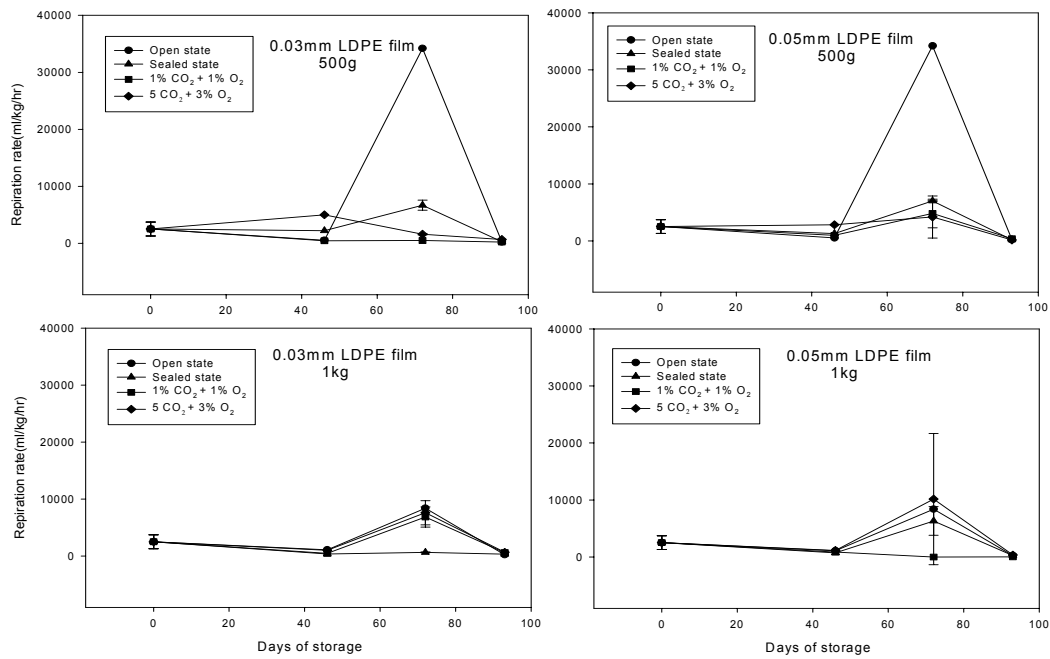 40000
30000
20000
10000
0
Repiration rate(ml/kg/hr)
Open state
Sealed state
1% CO2 + 1% O2
5 CO2 + 3% O2
0.03mm LDPE film
500g
0 20 40 60 80 100
40000
30000
20000
10000
0
Open state
Sealed state
1% CO2 + 1% O2
5 CO2 + 3% O2
0.05mm LDPE film
500g
0 20 40 60 80 100
40000
30000
20000
10000
0
Repiration rate(ml/kg/hr)
Open state
Sealed state
1% CO2 + 1% O2
5 CO2 + 3% O2
0.03mm LDPE film
1kg
0 20 40 60 80 100
Days of storage
40000
30000
20000
10000
0
Open state
Sealed state
1% CO2 + 1% O2
5 CO2 + 3% O2
0.05mm LDPE film
1kg
0 20 40 60 80 100
Days of storage